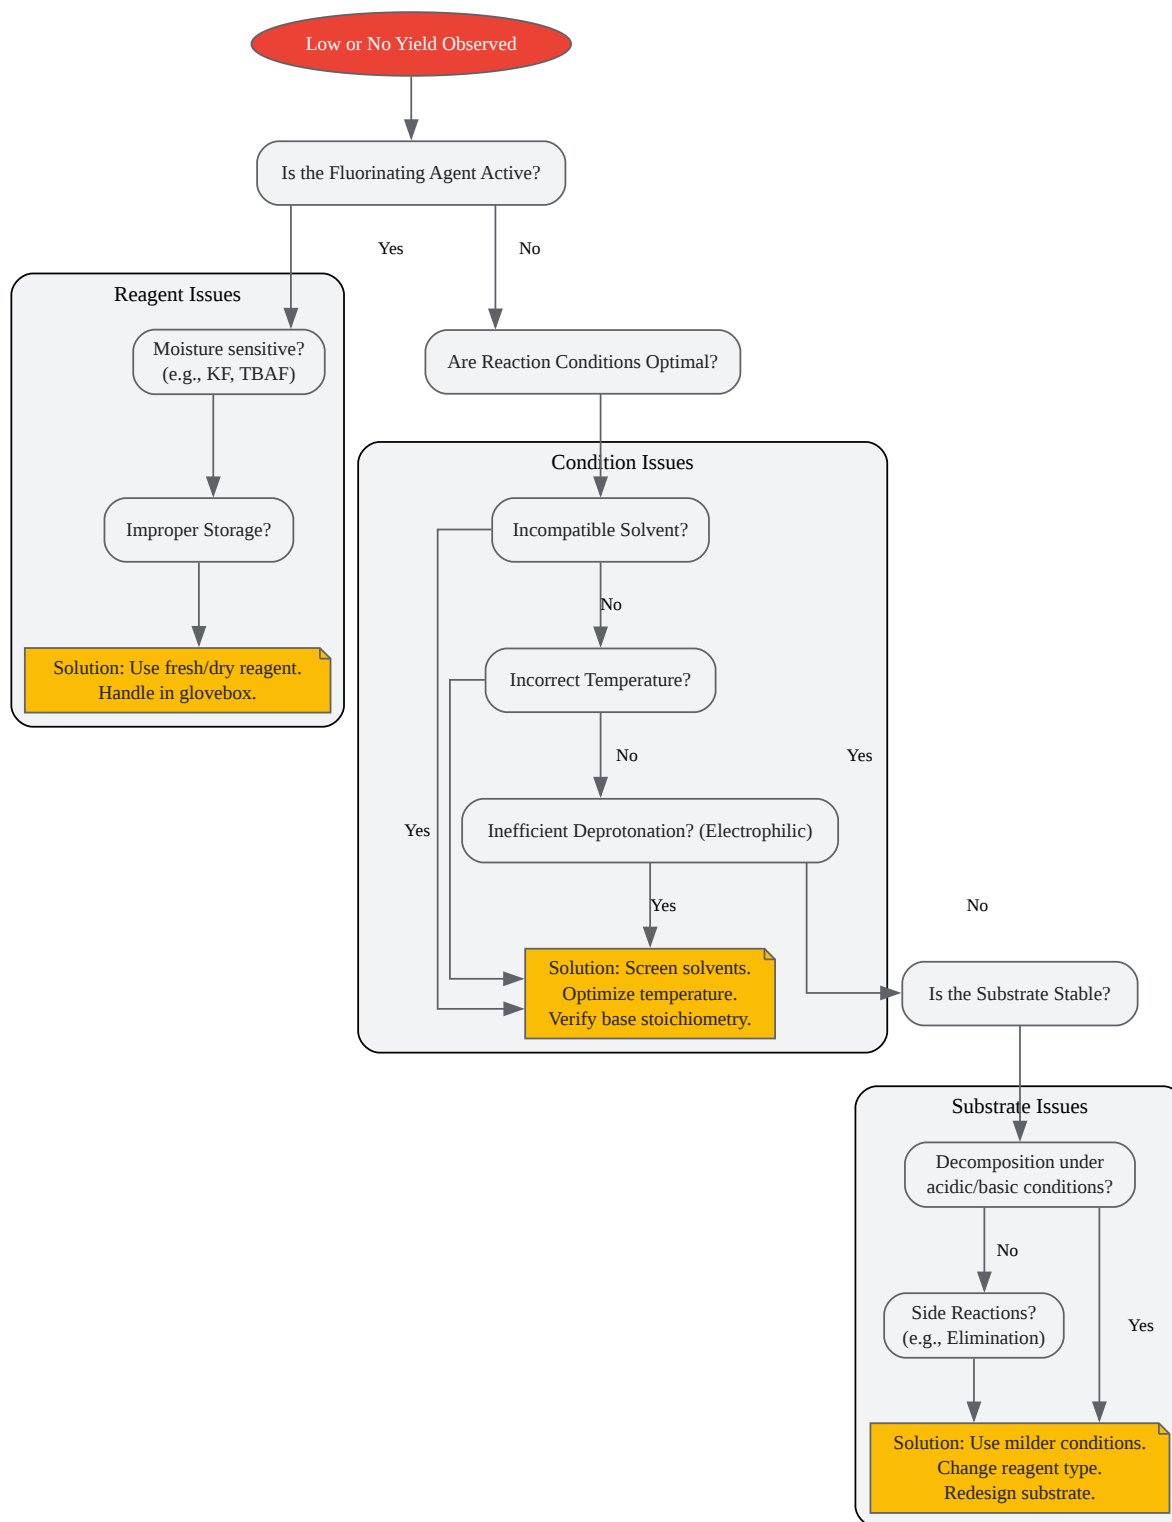 Low or No Yield Observed
Is the Fluorinating Agent Active?
Yes
No
Reagent Issues
Moisture sensitive?
(e.g., KF, TBAF)
Are Reaction Conditions Optimal?
Condition Issues
Improper Storage?
Incompatible Solvent?
No
Solution: Use fresh/dry reagent.
Handle in glovebox.
Incorrect Temperature?
No
Yes
Yes
Inefficient Deprotonation? (Electrophilic)
Yes
No
Solution: Screen solvents.
Optimize temperature.
Verify base stoichiometry.
Is the Substrate Stable?
Substrate Issues
Decomposition under
acidic/basic conditions?
No
Side Reactions?
(e.g., Elimination)
Yes
Solution: Use milder conditions.
Change reagent type.
Redesign substrate.